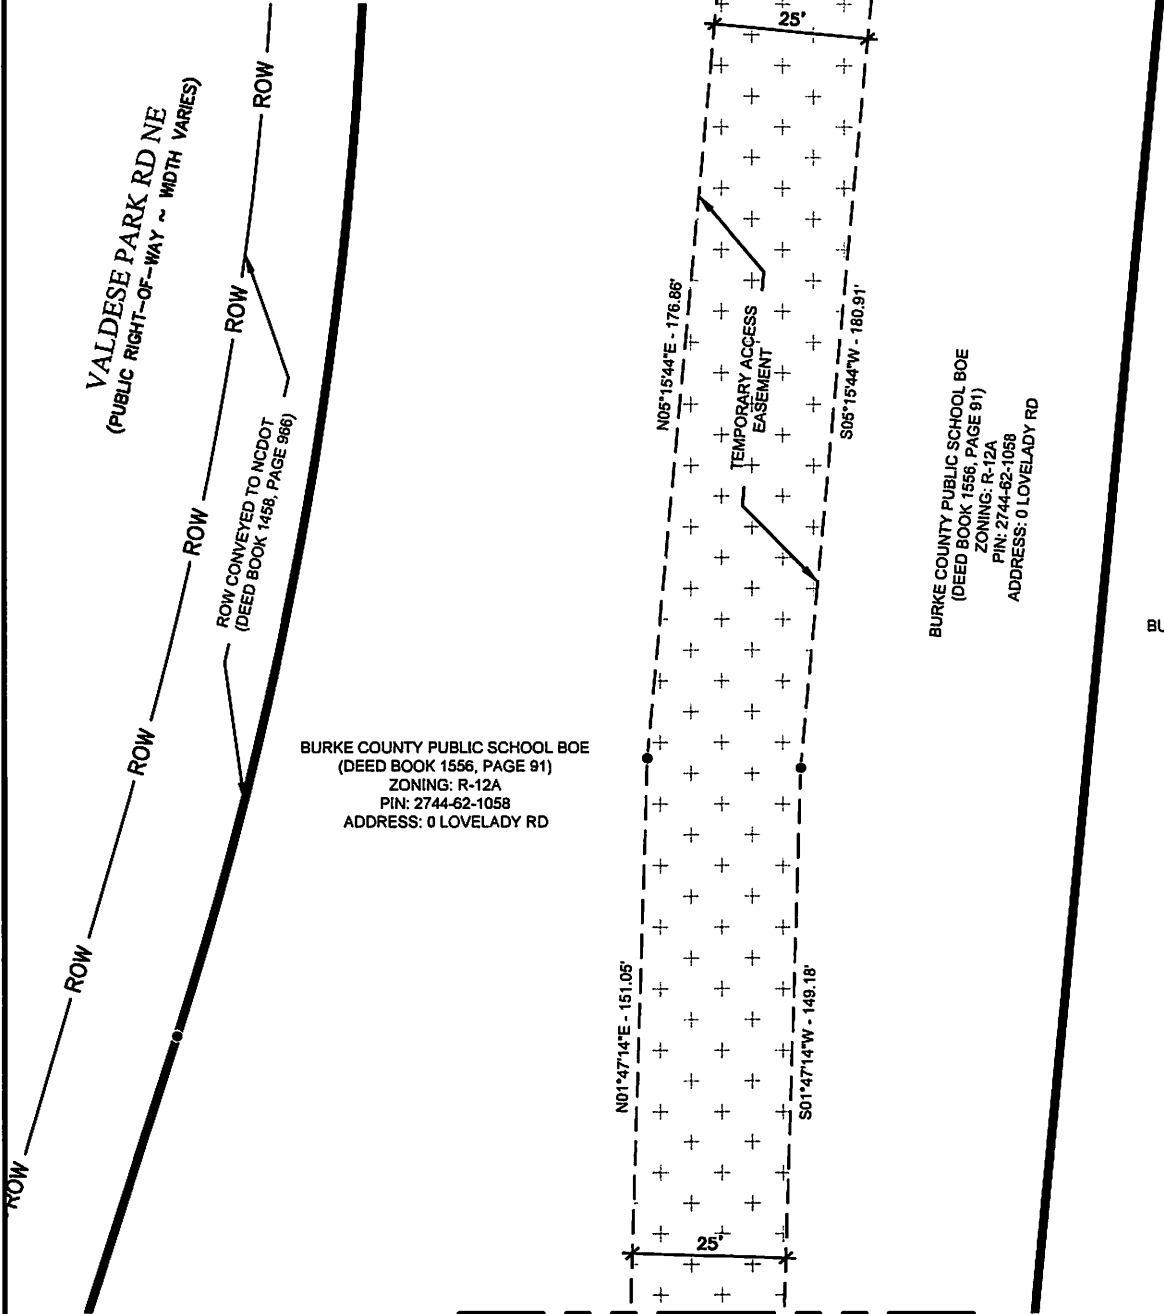 25'
ROW
VALDESE PARK RD NE
(PUBLIC RIGHT-OF-WAY ~ WIDTH VARIES)
ROW
ROW CONVEYED TO NCDOT
(DEED BOOK 1458, PAGE 966)
N05°15'44"E - 176.86'
TEMPORARY ACCESS
EASEMENT
S05°15'44"W - 180.91'
BURKE COUNTY PUBLIC SCHOOL BOE
(DEED BOOK 1556, PAGE 91)
ZONING: R-12A
PIN: 2744-62-1058
ADDRESS: 0 LOVELADY RD
BU
ROW
ROW
BURKE COUNTY PUBLIC SCHOOL BOE
(DEED BOOK 1556, PAGE 91)
ZONING: R-12A
PIN: 2744-62-1058
ADDRESS: 0 LOVELADY RD
ROW
N01°47'14"E - 151.05'
S01°47'14"W - 149.18'
ROW
25'